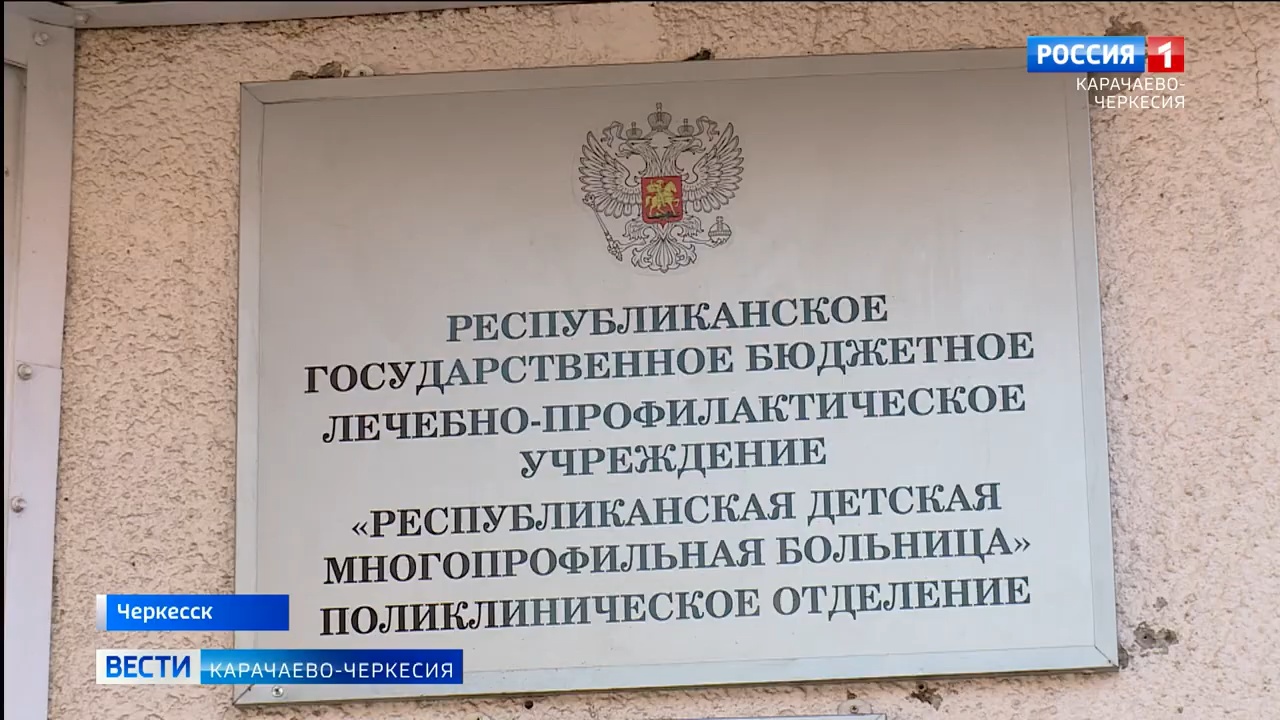 РОССИЯ 1
КАРАЧАЕВО-
ЧЕРКЕСИЯ
РЕСПУБЛИКАНСКОЕ
ГОСУДАРСТВЕННОЕ БЮДЖЕТНОЕ
ЛЕЧЕБНО-ПРОФИЛАКТИЧЕСКОЕ
УЧРЕЖДЕНИЕ
«РЕСПУБЛИКАНСКАЯ ДЕТСКАЯ
МНОГОПРОФИЛЬНАЯ БОЛЬНИЦА»
ПОЛИКЛИНИЧЕСКОЕ ОТДЕЛЕНИЕ
Черкесск
ВЕСТИ КАРАЧАЕВО-ЧЕРКЕСИЯ